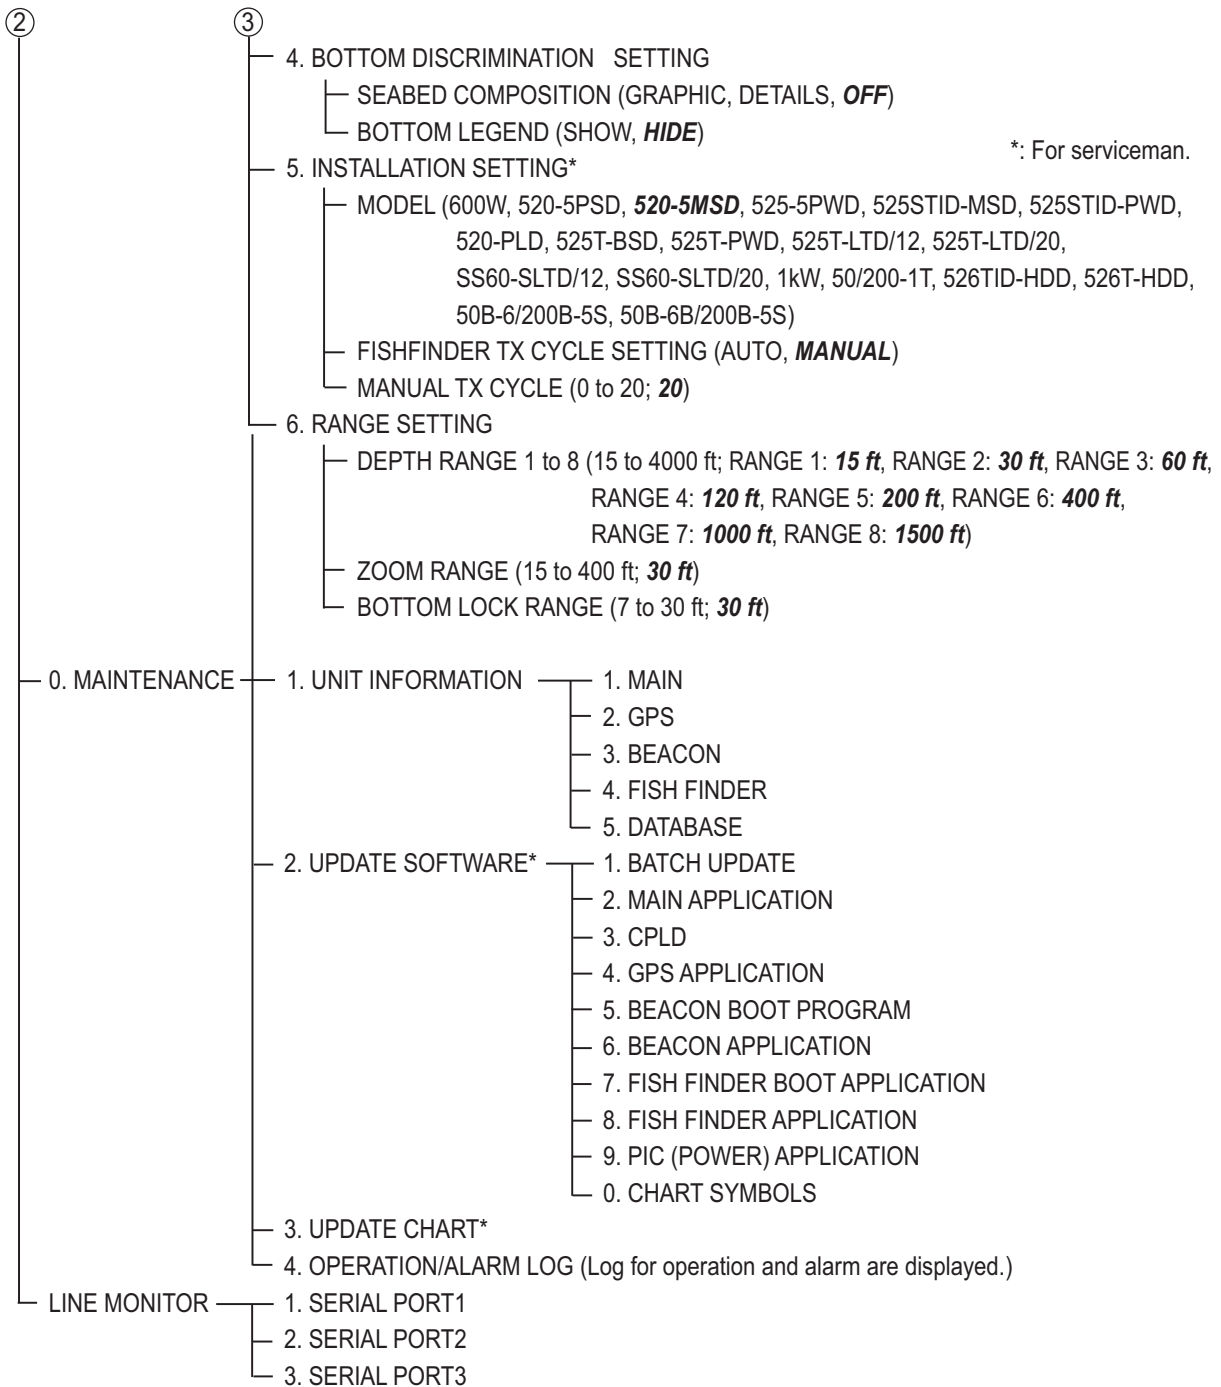 2 3
4. BOTTOM DISCRIMINATION SETTING
SEABED COMPOSITION (GRAPHIC, DETAILS, OFF)
BOTTOM LEGEND (SHOW, HIDE)
*: For serviceman.
5. INSTALLATION SETTING*
MODEL (600W, 520-5PSD, 520-5MSD, 525-5PWD, 525STID-MSD, 525STID-PWD,
520-PLD, 525T-BSD, 525T-PWD, 525T-LTD/12, 525T-LTD/20,
SS60-SLTD/12, SS60-SLTD/20, 1kW, 50/200-1T, 526TID-HDD, 526T-HDD,
50B-6/200B-5S, 50B-6B/200B-5S)
FISHFINDER TX CYCLE SETTING (AUTO, MANUAL)
MANUAL TX CYCLE (0 to 20; 20)
6. RANGE SETTING
DEPTH RANGE 1 to 8 (15 to 4000 ft; RANGE 1: 15 ft, RANGE 2: 30 ft, RANGE 3: 60 ft,
RANGE 4: 120 ft, RANGE 5: 200 ft, RANGE 6: 400 ft,
RANGE 7: 1000 ft, RANGE 8: 1500 ft)
ZOOM RANGE (15 to 400 ft; 30 ft)
BOTTOM LOCK RANGE (7 to 30 ft; 30 ft)
0. MAINTENANCE 1. UNIT INFORMATION 1. MAIN
2. GPS
3. BEACON
4. FISH FINDER
5. DATABASE
2. UPDATE SOFTWARE* 1. BATCH UPDATE
2. MAIN APPLICATION
3. CPLD
4. GPS APPLICATION
5. BEACON BOOT PROGRAM
6. BEACON APPLICATION
7. FISH FINDER BOOT APPLICATION
8. FISH FINDER APPLICATION
9. PIC (POWER) APPLICATION
0. CHART SYMBOLS
3. UPDATE CHART*
4. OPERATION/ALARM LOG (Log for operation and alarm are displayed.)
LINE MONITOR 1. SERIAL PORT1
2. SERIAL PORT2
3. SERIAL PORT3